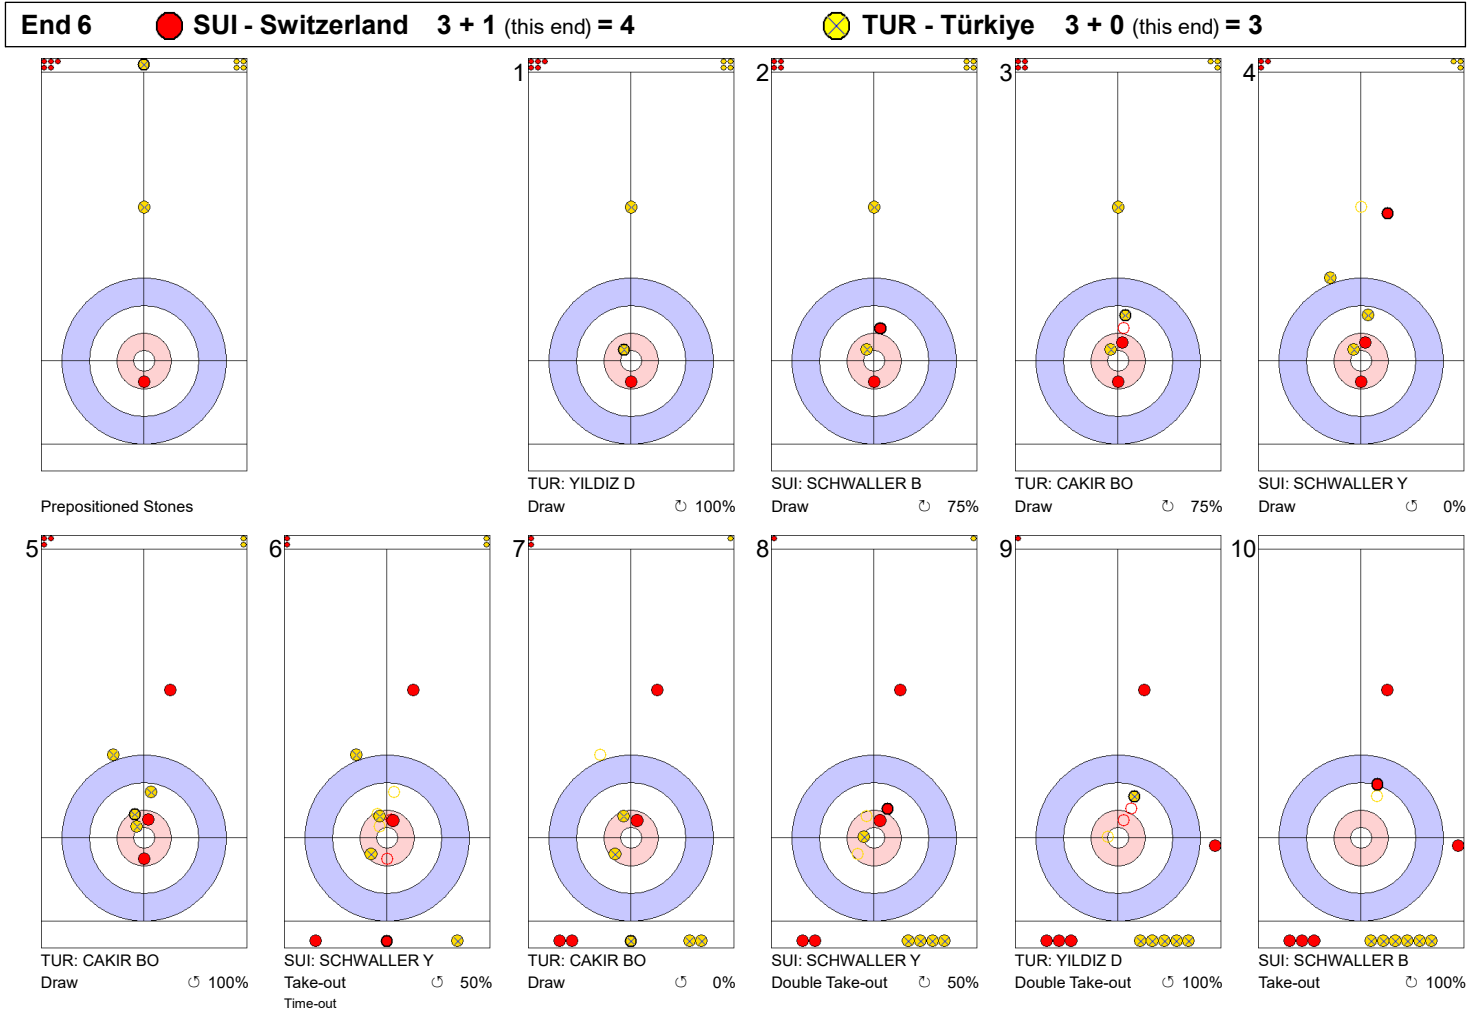 End 6 SUI - Switzerland 3 + 1 (this end) = 4 TUR - Türkiye 3 + 0 (this end) = 3
Prepositioned Stones
1
TUR: YILDIZ D
Draw ↻ 100%
2
SUI: SCHWALLER B
Draw ↻ 75%
3
TUR: CAKIR BO
Draw ↻ 75%
4
SUI: SCHWALLER Y
Draw ↺ 0%
5
TUR: CAKIR BO
Draw ↺ 100%
6
SUI: SCHWALLER Y
Take-out ↺ 50%
Time-out
7
TUR: CAKIR BO
Draw ↺ 0%
8
SUI: SCHWALLER Y
Double Take-out ↺ 50%
9
TUR: YILDIZ D
Double Take-out ↺ 100%
10
SUI: SCHWALLER B
Take-out ↺ 100%